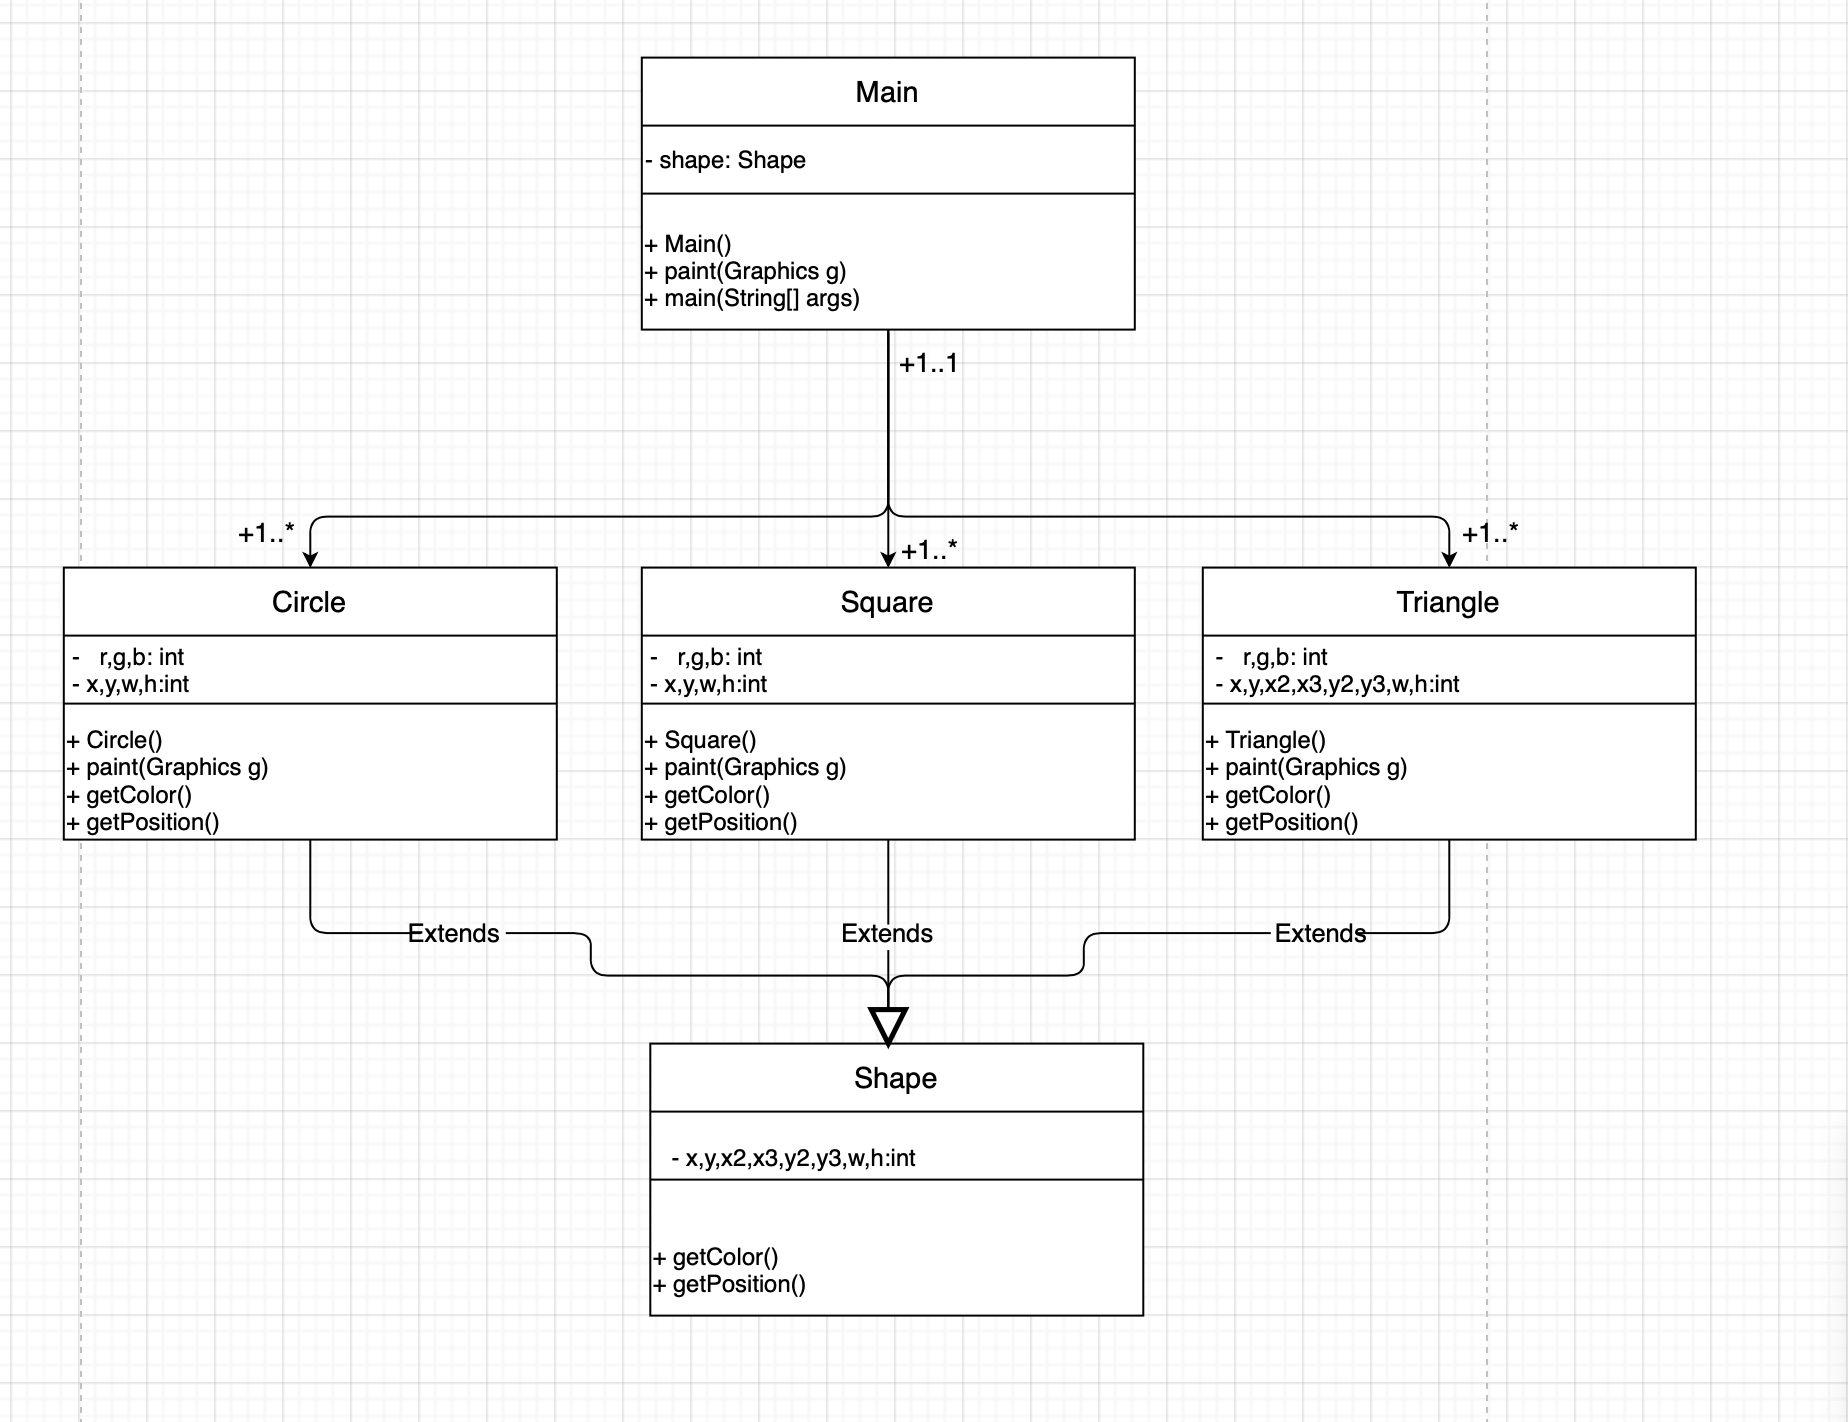 Main
- shape: Shape
+ Main()
+ paint(Graphics g)
+ main(String[] args)
+1..1
+1..*
+1..*
+1..*
Circle
- r,g,b: int
- x,y,w,h:int
+ Circle()
+ paint(Graphics g)
+ getColor()
+ getPosition()
Square
- r,g,b: int
- x,y,w,h:int
+ Square()
+ paint(Graphics g)
+ getColor()
+ getPosition()
Triangle
- r,g,b: int
- x,y,x2,x3,y2,y3,w,h:int
+ Triangle()
+ paint(Graphics g)
+ getColor()
+ getPosition()
Extends
Extends
Extends
Shape
- x,y,x2,x3,y2,y3,w,h:int
+ getColor()
+ getPosition()